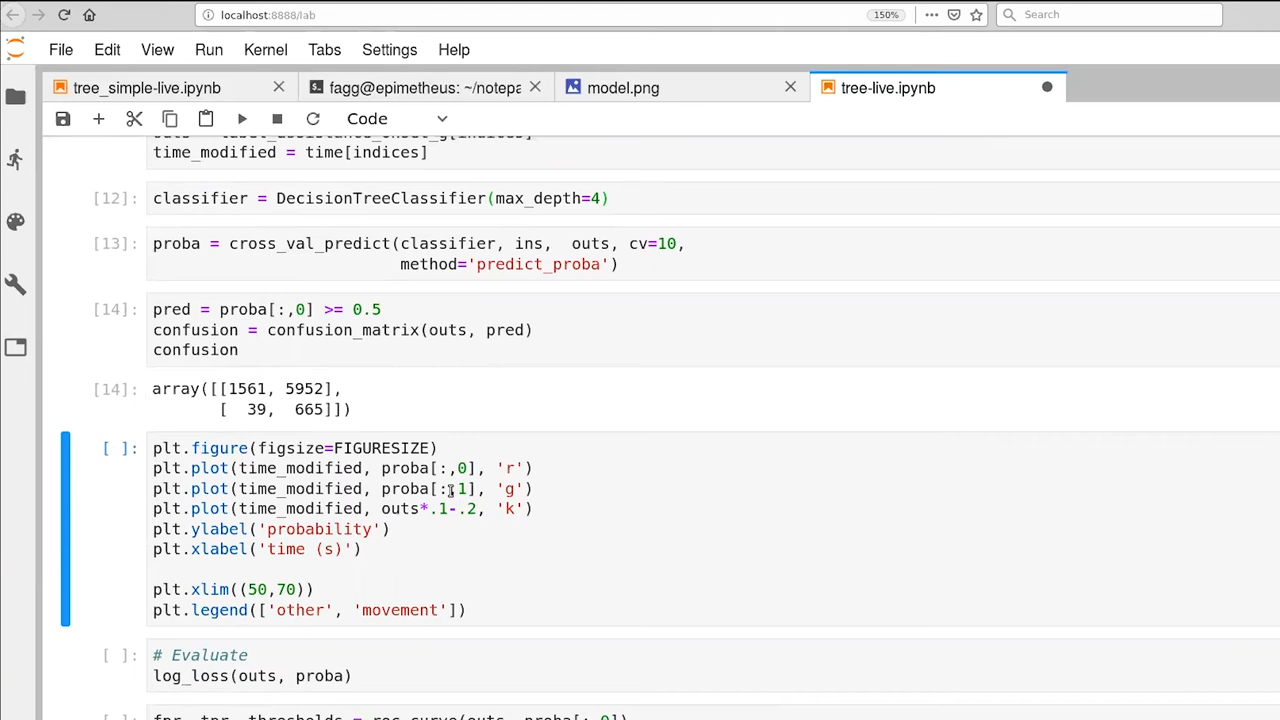 localhost:8888/lab
150%
Search
File Edit View Run Kernel Tabs Settings Help
tree_simple-live.ipynb
fagg@epimetheus: ~/notepa
model.png
tree-live.ipynb
Code
time_modified = time[indices]
[12]: classifier = DecisionTreeClassifier(max_depth=4)
[13]: proba = cross_val_predict(classifier, ins, outs, cv=10,
method='predict_proba')
[14]: pred = proba[:,0] >= 0.5
confusion = confusion_matrix(outs, pred)
confusion
[14]: array([[1561, 5952],
[ 39, 665]])
[ ]: plt.figure(figsize=FIGURESIZE)
plt.plot(time_modified, proba[:,0], 'r')
plt.plot(time_modified, proba[:,1], 'g')
plt.plot(time_modified, outs*.1-.2, 'k')
plt.ylabel('probability')
plt.xlabel('time (s)')
plt.xlim((50,70))
plt.legend(['other', 'movement'])
[ ]: # Evaluate
log_loss(outs, proba)